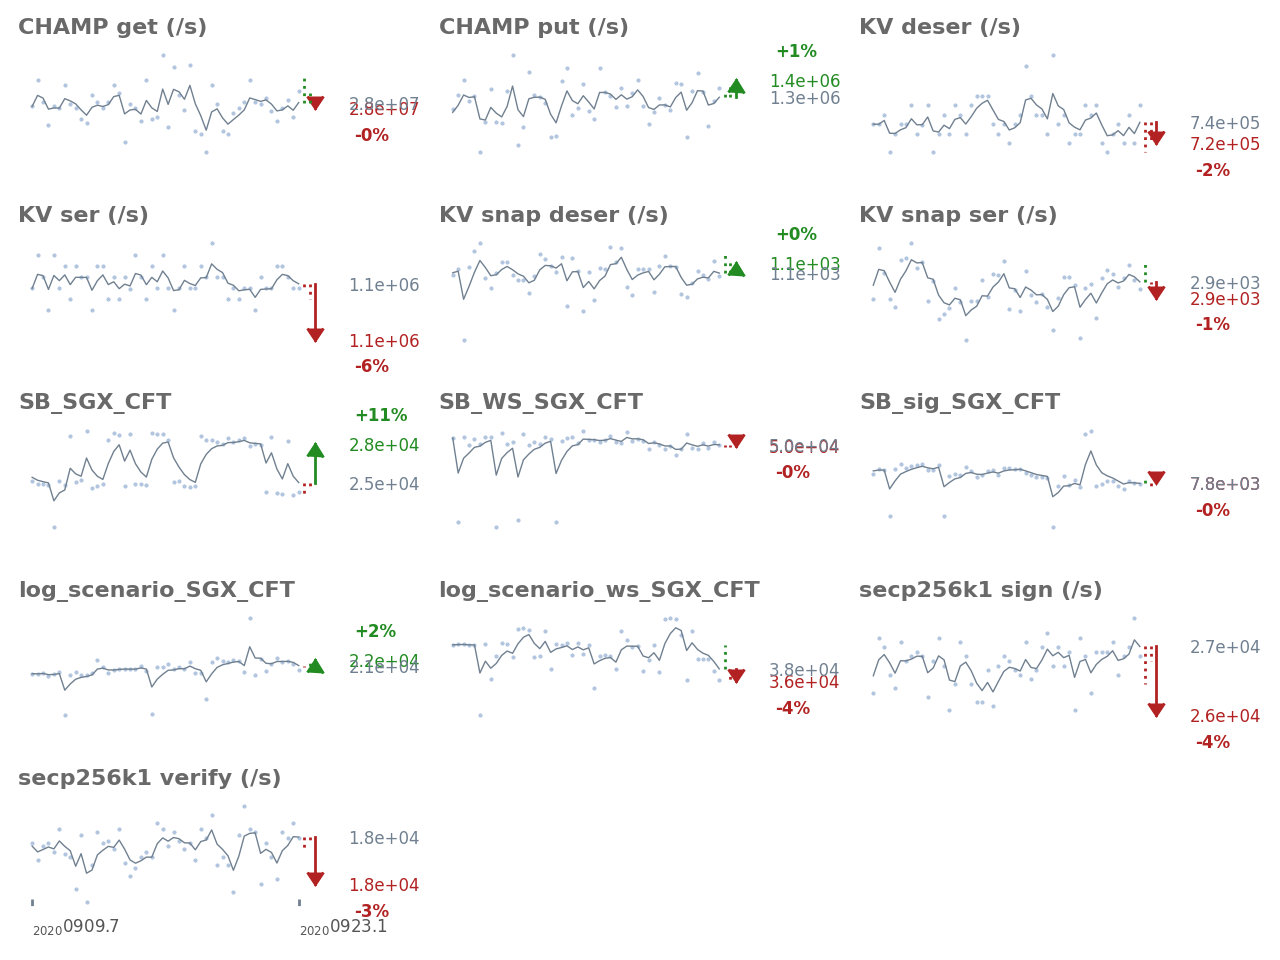 CHAMP get (/s)
2.8e+07
2.8e+07
-0%
CHAMP put (/s)
+1%
1.4e+06
1.3e+06
KV deser (/s)
7.4e+05
7.2e+05
-2%
KV ser (/s)
1.1e+06
1.1e+06
-6%
KV snap deser (/s)
+0%
1.1e+03
1.1e+03
KV snap ser (/s)
2.9e+03
2.9e+03
-1%
SB_SGX_CFT
+11%
2.8e+04
2.5e+04
SB_WS_SGX_CFT
5.0e+04
-0%
SB_sig_SGX_CFT
7.8e+03
-0%
log_scenario_SGX_CFT
+2%
2.2e+04
2.1e+04
log_scenario_ws_SGX_CFT
3.8e+04
3.6e+04
-4%
secp256k1 sign (/s)
2.7e+04
2.6e+04
-4%
secp256k1 verify (/s)
1.8e+04
1.8e+04
-3%
20200909.7
20200923.1